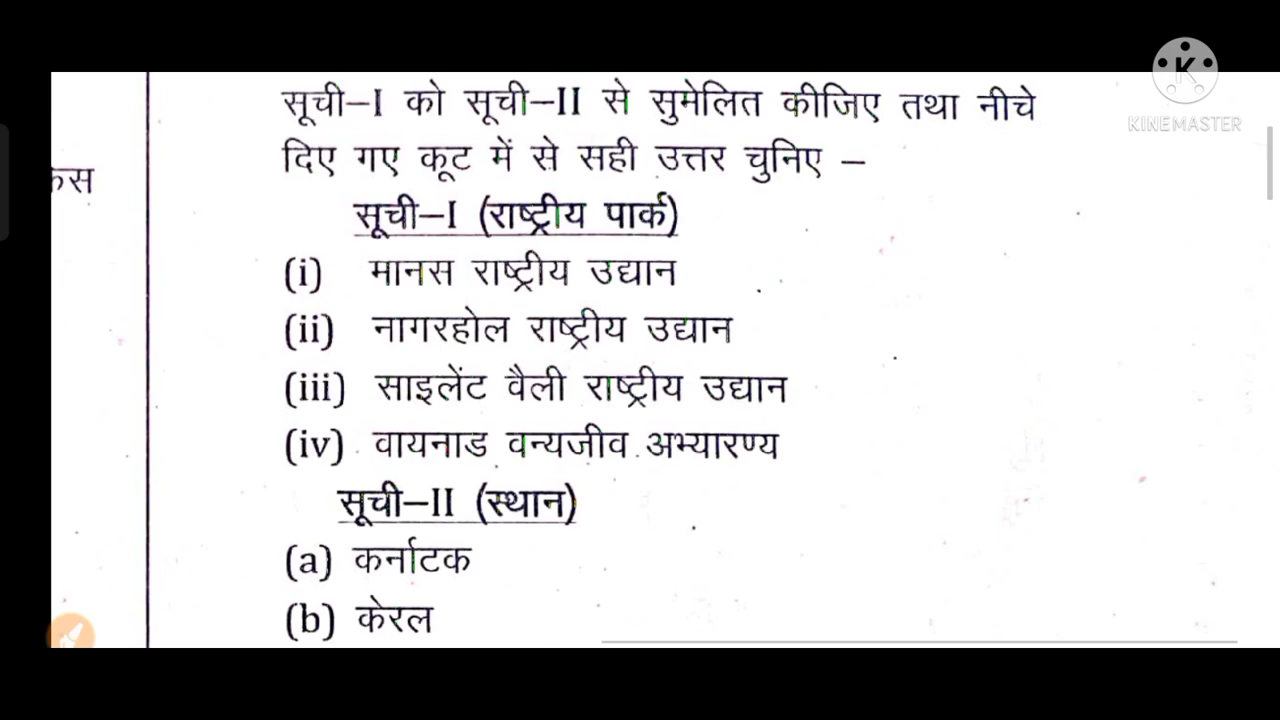 KINEMASTER
सूची–I को सूची–II से सुमेलित कीजिए तथा नीचे
दिए गए कूट में से सही उत्तर चुनिए –
सूची–I (राष्ट्रीय पार्क)
(i) मानस राष्ट्रीय उद्यान
(ii) नागरहोल राष्ट्रीय उद्यान
(iii) साइलेंट वैली राष्ट्रीय उद्यान
(iv) वायनाड वन्यजीव अभ्यारण्य
सूची–II (स्थान)
(a) कर्नाटक
(b) केरल